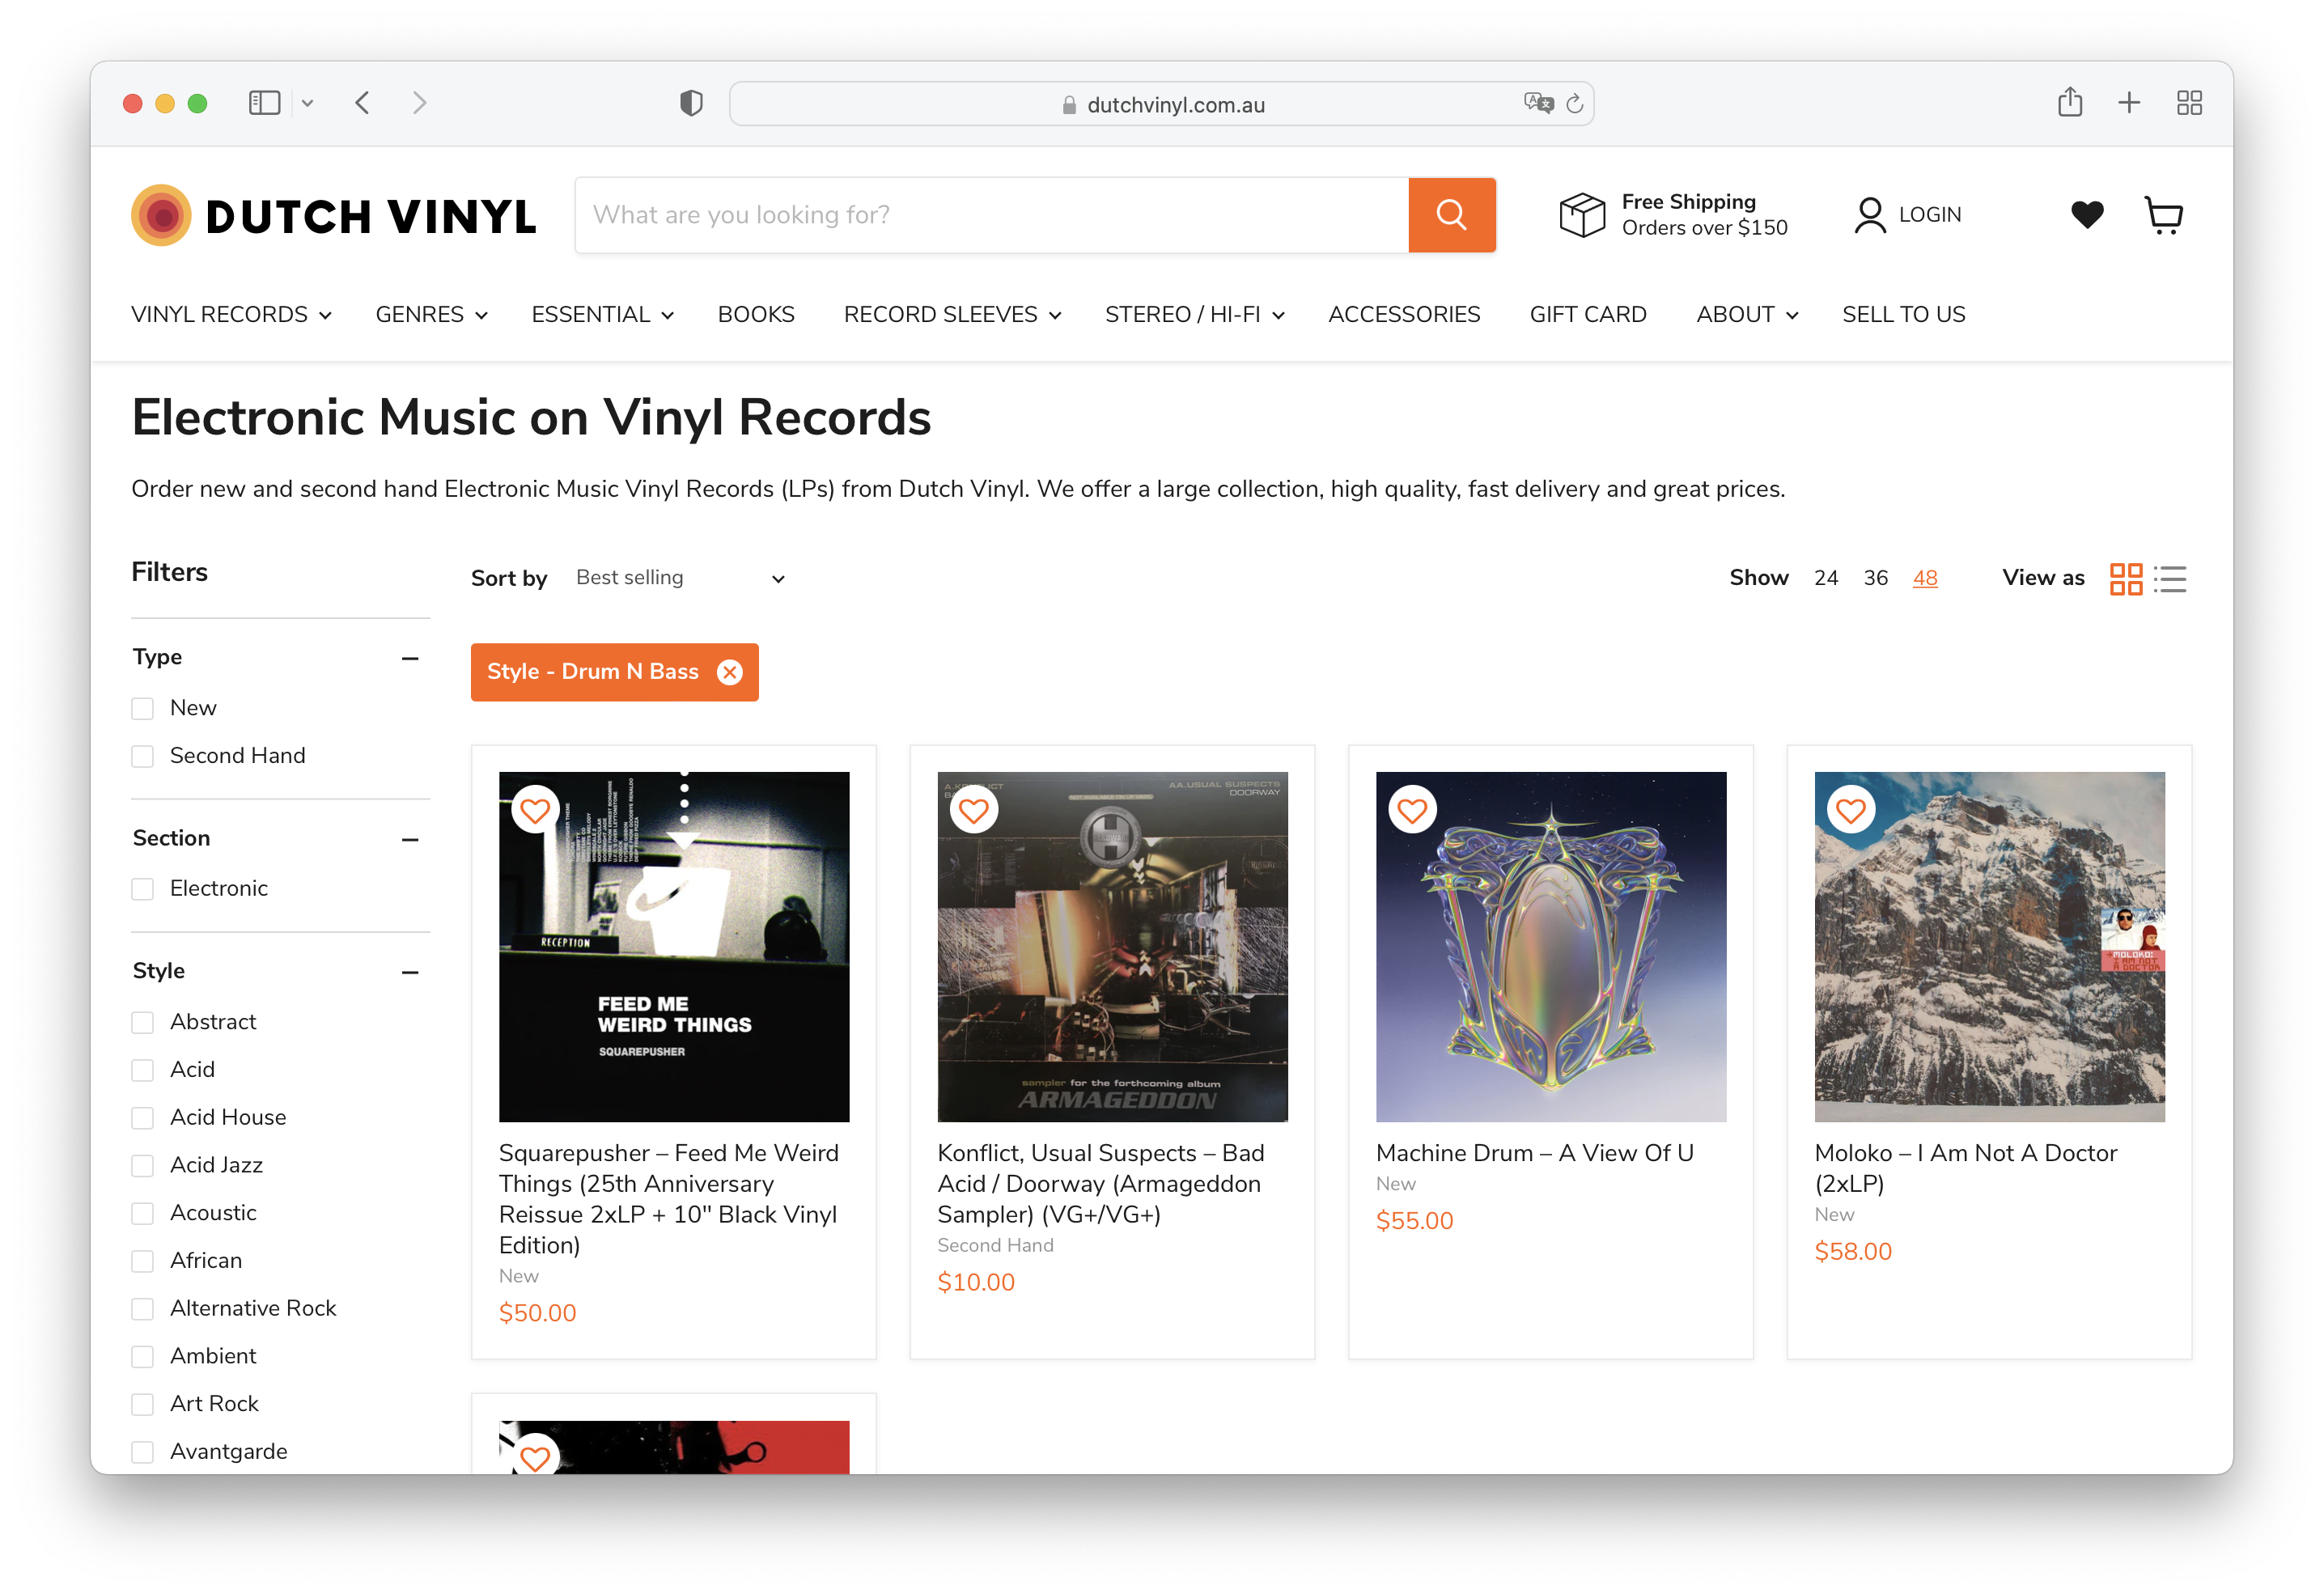 dutchvinyl.com.au
DUTCH VINYL
What are you looking for?
Free Shipping
Orders over $150
LOGIN
VINYL RECORDS
GENRES
ESSENTIAL
BOOKS
RECORD SLEEVES
STEREO / HI-FI
ACCESSORIES
GIFT CARD
ABOUT
SELL TO US
Electronic Music on Vinyl Records
Order new and second hand Electronic Music Vinyl Records (LPs) from Dutch Vinyl. We offer a large collection, high quality, fast delivery and great prices.
Filters
Type
New
Second Hand
Section
Electronic
Style
Abstract
Acid
Acid House
Acid Jazz
Acoustic
African
Alternative Rock
Ambient
Art Rock
Avantgarde
Sort by Best selling
Show 24 36 48
View as
Style - Drum N Bass
RECEPTION
FEED ME
WEIRD THINGS
SQUAREPUSHER
Squarepusher – Feed Me Weird
Things (25th Anniversary
Reissue 2xLP + 10" Black Vinyl
Edition)
New
$50.00
AA.USUAL SUSPECTS
DOORWAY
sampler for the forthcoming album
ARMAGEDDON
Konflict, Usual Suspects – Bad
Acid / Doorway (Armageddon
Sampler) (VG+/VG+)
Second Hand
$10.00
Machine Drum – A View Of U
New
$55.00
MOLOKO:
I AM NOT
A DOCTOR
Moloko – I Am Not A Doctor
(2xLP)
New
$58.00